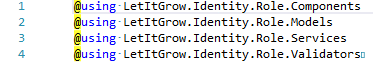 1 @using LetItGrow.Identity.Role.Components
2 @using LetItGrow.Identity.Role.Models
3 @using LetItGrow.Identity.Role.Services
4 @using LetItGrow.Identity.Role.Validators